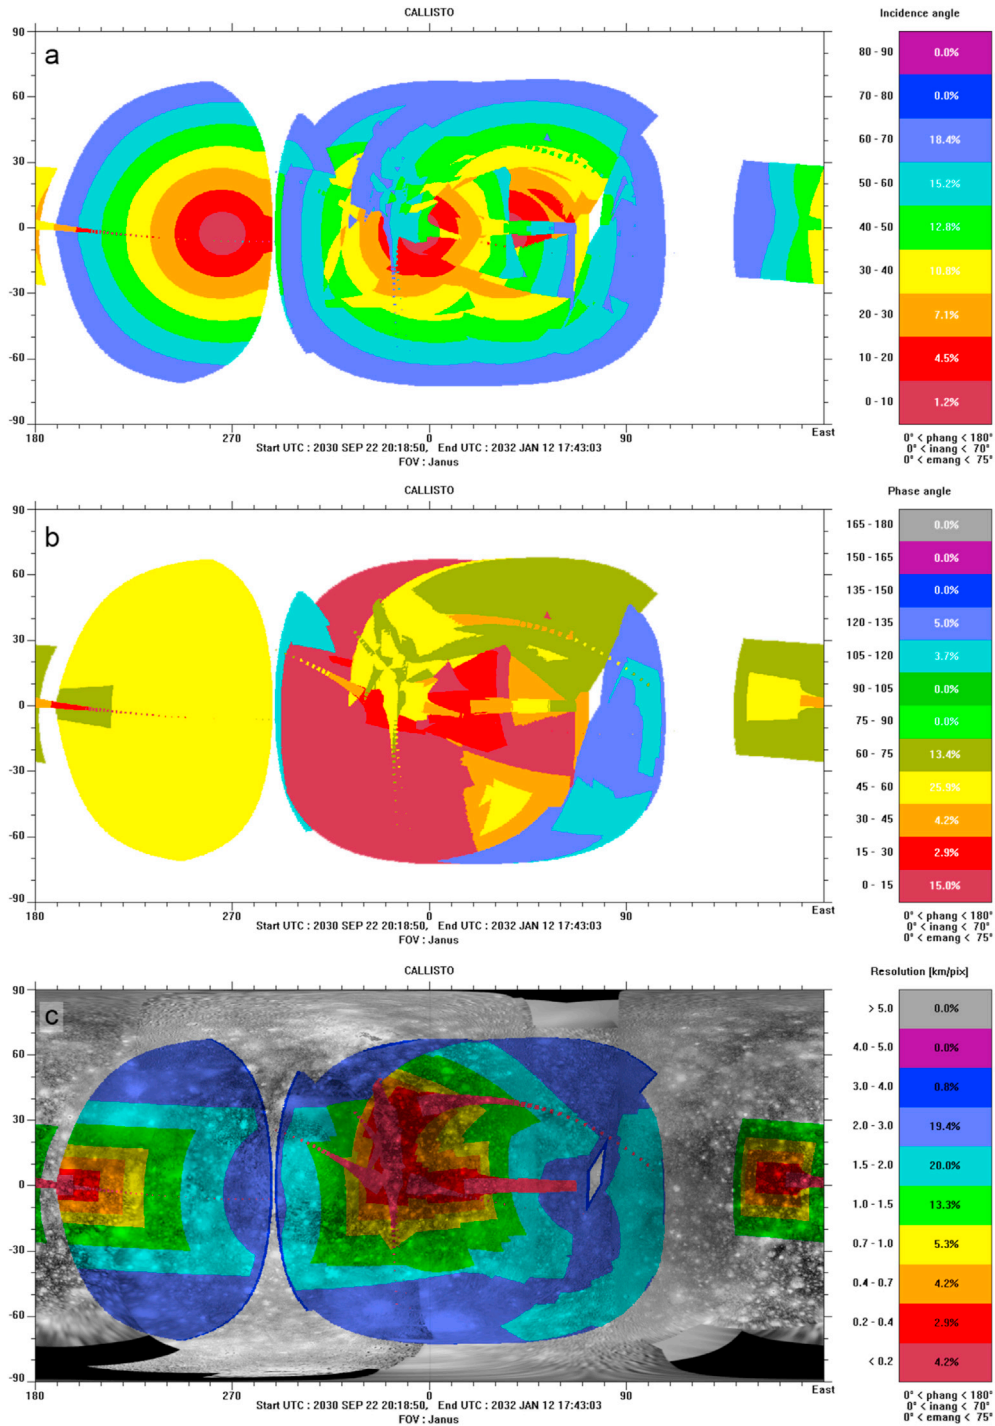 CALLISTO
Incidence angle
a
90
60
30
0
-30
-60
-90
180
270
0
90
East
Start UTC : 2030 SEP 22 20:18:50, End UTC : 2032 JAN 12 17:43:03
FOV : Janus
80 - 90 0.0%
70 - 80 0.0%
60 - 70 18.4%
50 - 60 15.2%
40 - 50 12.8%
30 - 40 10.8%
20 - 30 7.1%
10 - 20 4.5%
0 - 10 1.2%
0° < phang < 180°
0° < inang < 70°
0° < emang < 75°
CALLISTO
Phase angle
b
90
60
30
0
-30
-60
-90
180
270
0
90
East
Start UTC : 2030 SEP 22 20:18:50, End UTC : 2032 JAN 12 17:43:03
FOV : Janus
165 - 180 0.0%
150 - 165 0.0%
135 - 150 0.0%
120 - 135 5.0%
105 - 120 3.7%
90 - 105 0.0%
75 - 90 0.0%
60 - 75 13.4%
45 - 60 25.9%
30 - 45 4.2%
15 - 30 2.9%
0 - 15 15.0%
0° < phang < 180°
0° < inang < 70°
0° < emang < 75°
CALLISTO
Resolution [km/pix]
c
90
60
30
0
-30
-60
-90
180
270
0
90
East
Start UTC : 2030 SEP 22 20:18:50, End UTC : 2032 JAN 12 17:43:03
FOV : Janus
> 5.0 0.0%
4.0 - 5.0 0.0%
3.0 - 4.0 0.0%
2.0 - 3.0 19.4%
1.5 - 2.0 20.0%
1.0 - 1.5 13.3%
0.7 - 1.0 5.3%
0.4 - 0.7 4.2%
0.2 - 0.4 2.9%
< 0.2 4.2%
0° < phang < 180°
0° < inang < 70°
0° < emang < 75°